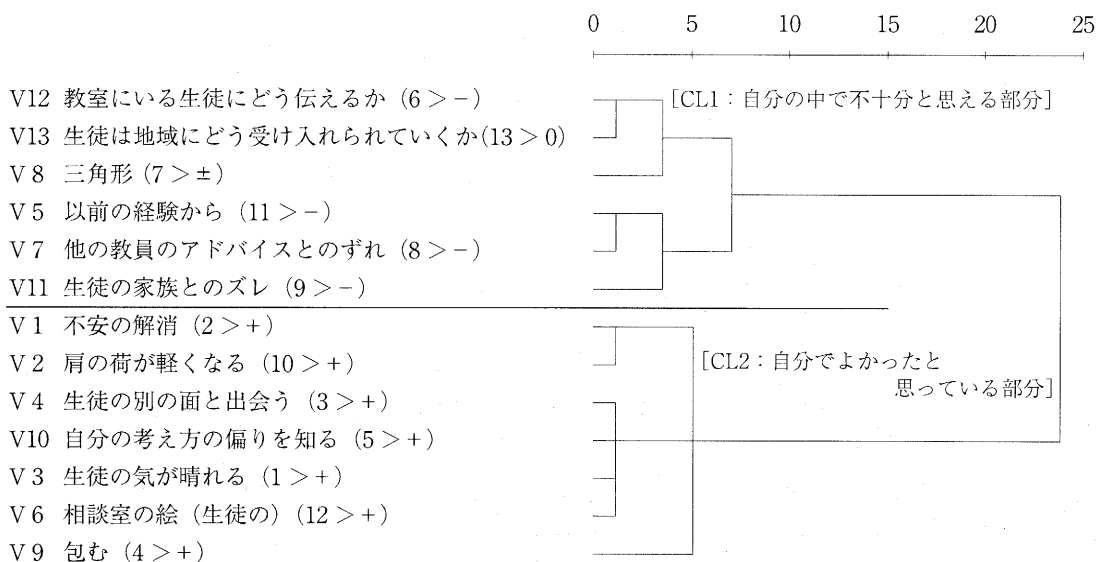 0 5 10 15 20 25
V12 教室にいる生徒にどう伝えるか (6>-)
[CL1:自分の中で不十分と思える部分]
V13 生徒は地域にどう受け入れられていくか(13>0)
V 8 三角形 (7>±)
V 5 以前の経験から (11>-)
V 7 他の教員のアドバイスとのずれ (8>-)
V11 生徒の家族とのズレ (9>-)
V 1 不安の解消 (2>+)
V 2 肩の荷が軽くなる (10>+)
[CL2:自分でよかったと
思っている部分]
V 4 生徒の別の面と出会う (3>+)
V10 自分の考え方の偏りを知る (5>+)
V 3 生徒の気が晴れる (1>+)
V 6 相談室の絵(生徒の)(12>+)
V 9 包む (4>+)